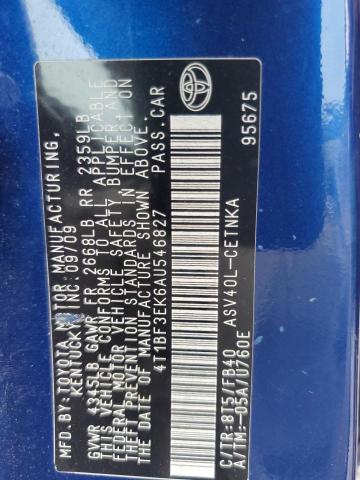 MFD.BY:TOYOTA MOTOR MANUFACTURING,
KENTUCKY, INC. 09/09
GVWR 4345LB GAWR FR 2668LB RR 2359LB
THIS VEHICLE CONFORMS TO ALL APPLICABLE
FEDERAL MOTOR VEHICLE SAFETY BUMPER AND
THEFT PREVENTION STANDARDS IN EFFECT ON
THE DATE OF MANUFACTURE SHOWN ABOVE.
4T1BF3EK6AU546827 PASS.CAR
ASV40L-CETNKA
C/TR:8T5/FB40
A/TM:-05A/U760E 95675